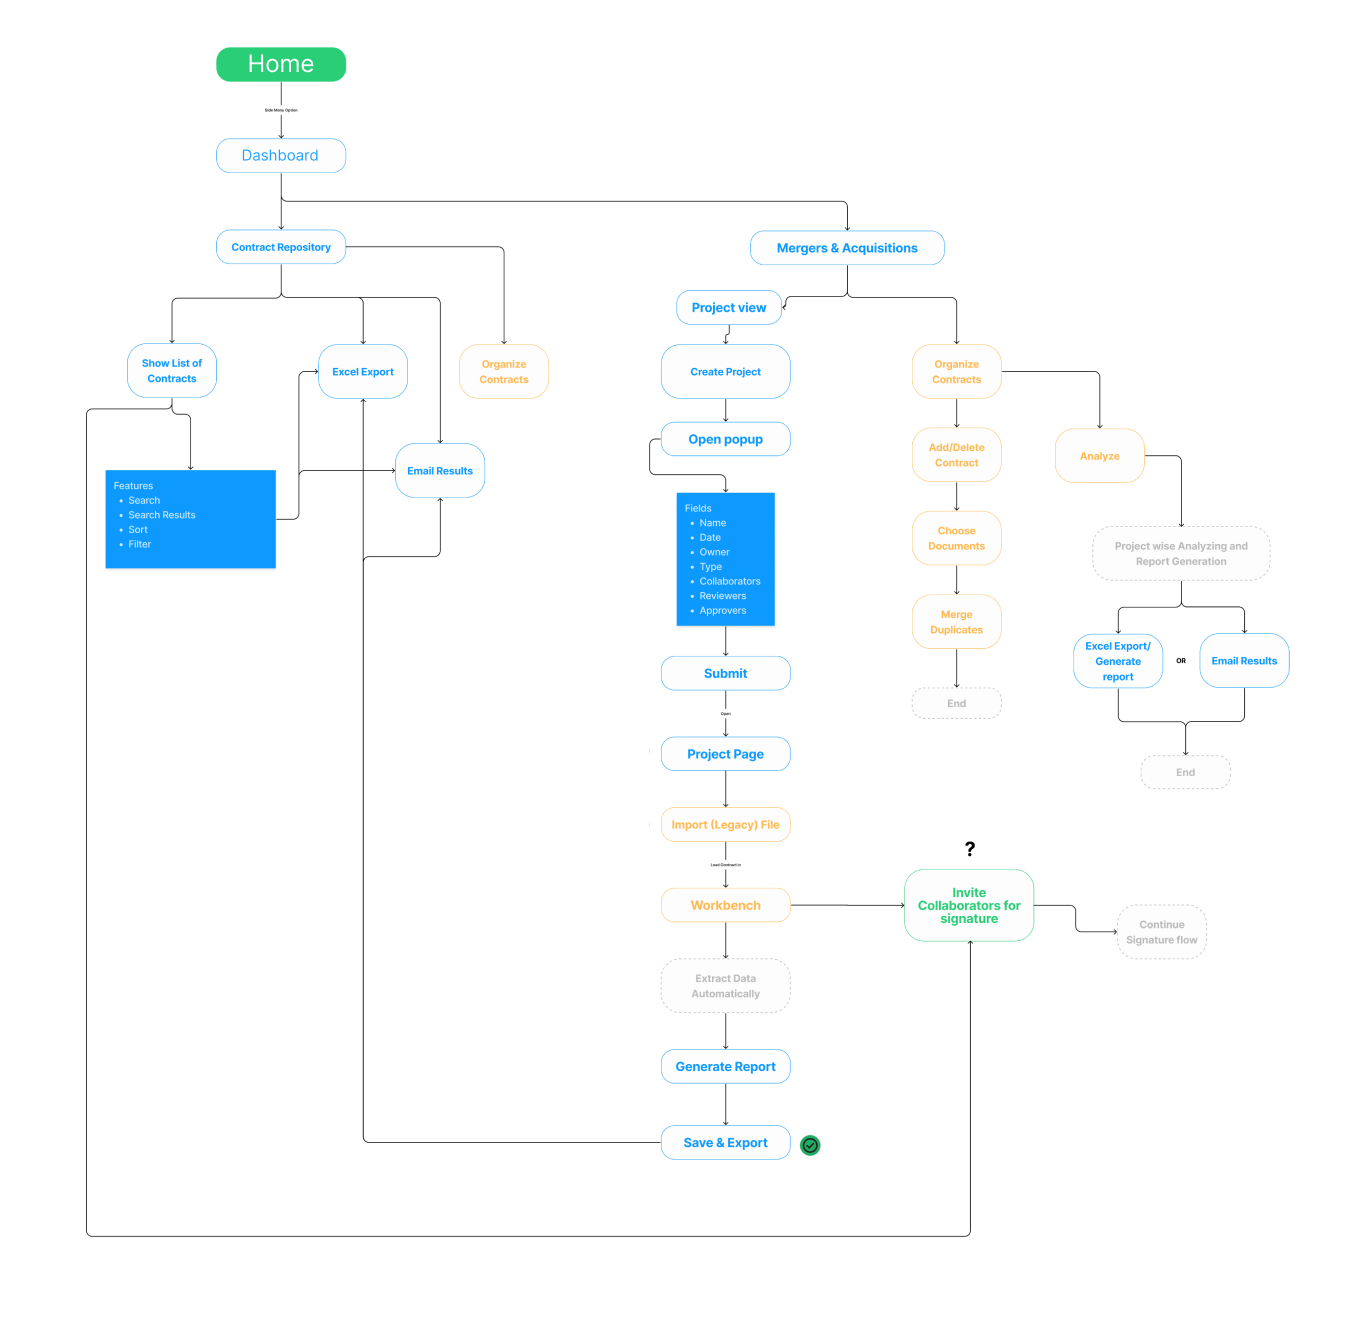 Home
Side Menu Option
Dashboard
Contract Repository
Mergers & Acquisitions
Project view
Show List of
Contracts
Excel Export
Organize
Contracts
Create Project
Organize
Contracts
Open popup
Add/Delete
Contract
Analyze
Email Results
Features
• Search
• Search Results
• Sort
• Filter
Fields
• Name
• Date
• Owner
• Type
• Collaborators
• Reviewers
• Approvers
Choose
Documents
Project wise Analyzing and
Report Generation
Merge
Duplicates
Excel Export/
Generate
report
OR
Email Results
Submit
End
Open
Project Page
End
Import (Legacy) File
?
Load Contract in
Workbench
Invite
Collaborators for
signature
Continue
Signature flow
Extract Data
Automatically
Generate Report
Save & Export